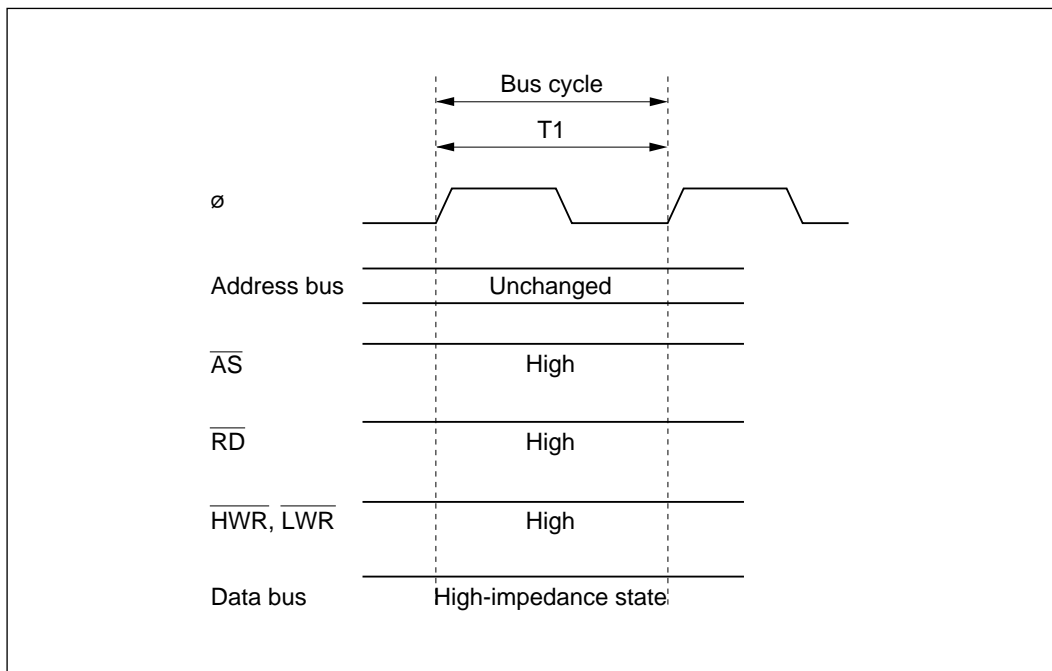 Bus cycle
T1
ø
Address bus Unchanged
AS High
RD High
HWR, LWR High
Data bus High-impedance state